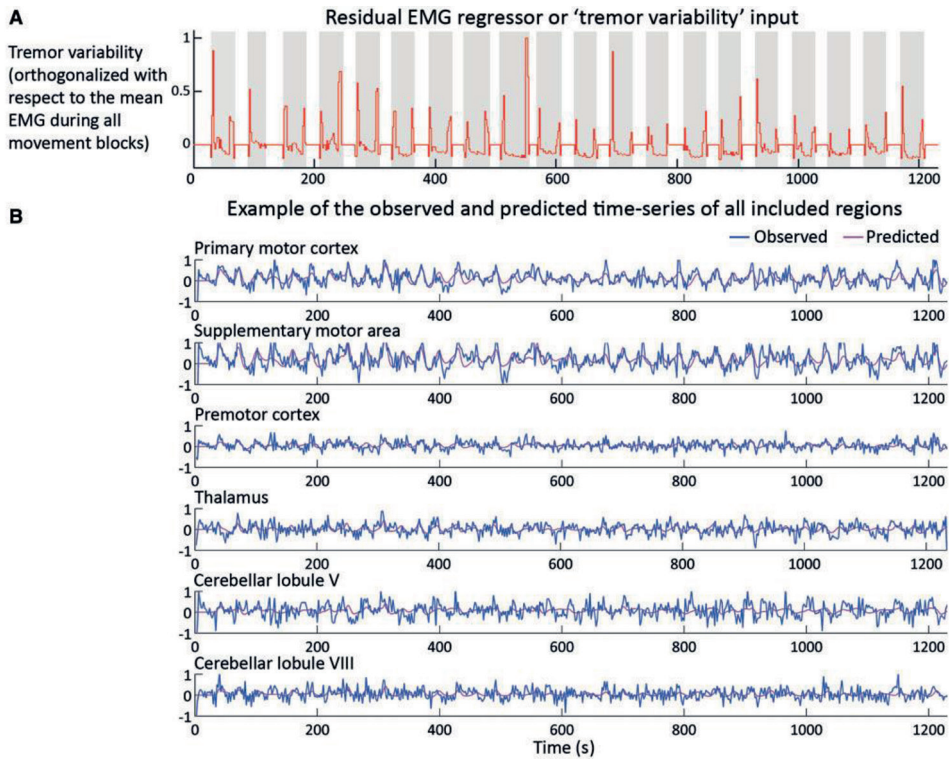 A
Residual EMG regressor or ‘tremor variability’ input
Tremor variability
(orthogonalized with
respect to the mean
EMG during all
movement blocks)
1
0.5
0
0 200 400 600 800 1000 1200
B
Example of the observed and predicted time-series of all included regions
Observed Predicted
Primary motor cortex
1
0
-1
0 200 400 600 800 1000 1200
Supplementary motor area
1
0
-1
0 200 400 600 800 1000 1200
Premotor cortex
1
0
-1
0 200 400 600 800 1000 1200
Thalamus
1
0
-1
0 200 400 600 800 1000 1200
Cerebellar lobule V
1
0
-1
0 200 400 600 800 1000 1200
Cerebellar lobule VIII
1
0
-1
0 200 400 600 800 1000 1200
Time (s)